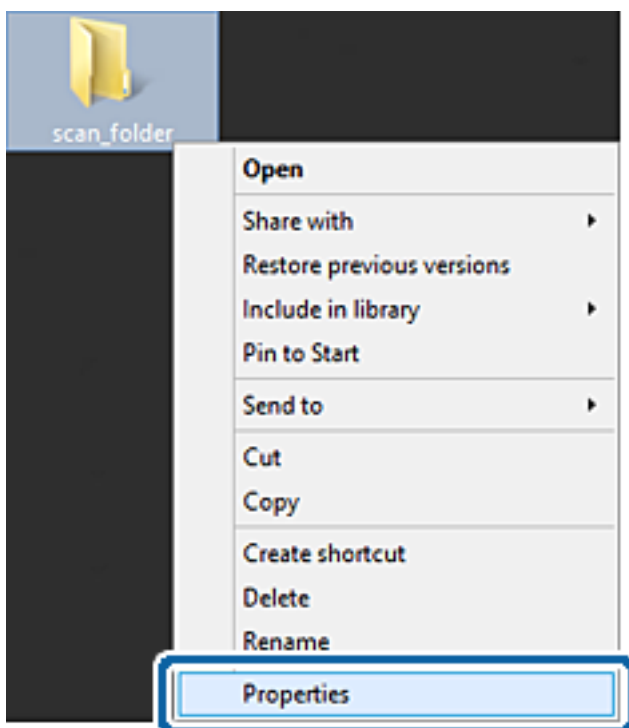 scan_folder
Open
Share with
Restore previous versions
Include in library
Pin to Start
Send to
Cut
Copy
Create shortcut
Delete
Rename
Properties